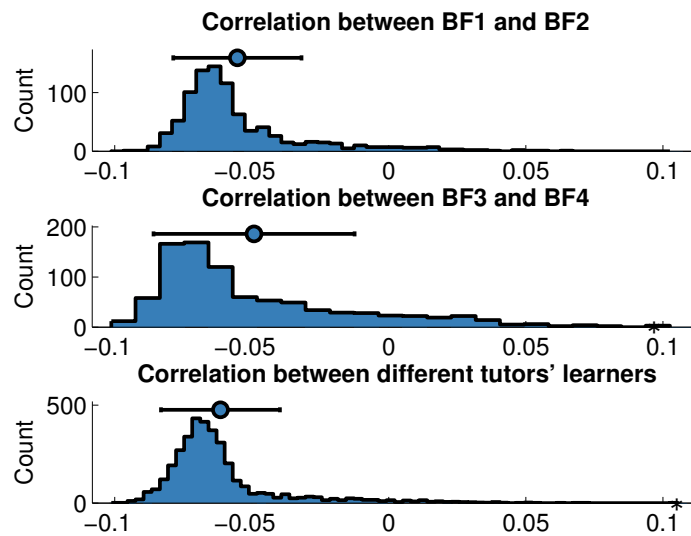 Correlation between BF1 and BF2
Count
100
0
−0.1 −0.05 0 0.05 0.1
Correlation between BF3 and BF4
Count
200
100
0
−0.1 −0.05 0 0.05 0.1
*
Correlation between different tutors’ learners
Count
500
0
−0.1 −0.05 0 0.05 0.1
*